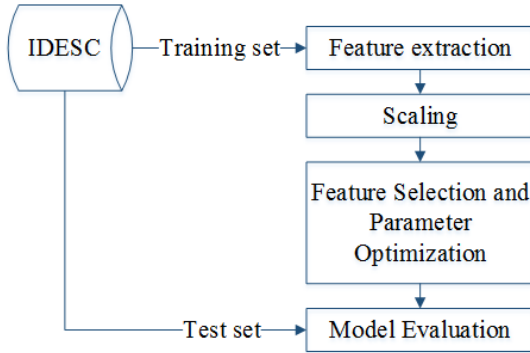 IDESC
Training set
Feature extraction
Scaling
Feature Selection and
Parameter
Optimization
Test set
Model Evaluation